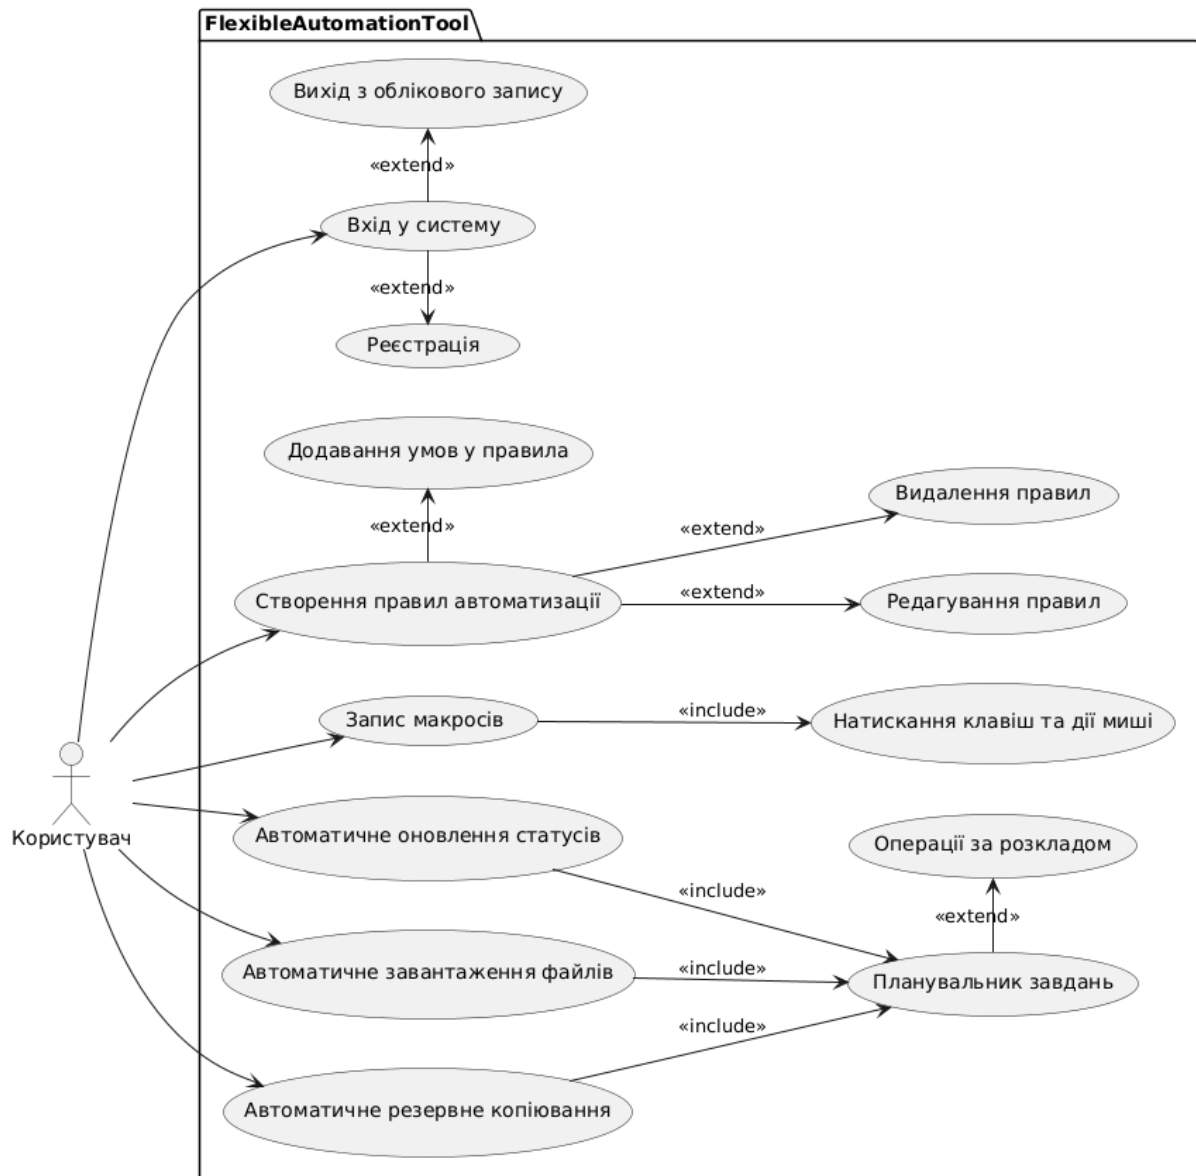 FlexibleAutomationTool
Вихід з облікового запису
«extend»
Вхід у систему
«extend»
Реєстрація
Додавання умов у правила
«extend»
Видалення правил
«extend»
Створення правил автоматизації
«extend»
Редагування правил
Запис макросів
«include»
Натискання клавіш та дії миші
Користувач
Автоматичне оновлення статусів
Операції за розкладом
«include»
«extend»
Автоматичне завантаження файлів
«include»
Планувальник завдань
«include»
Автоматичне резервне копіювання